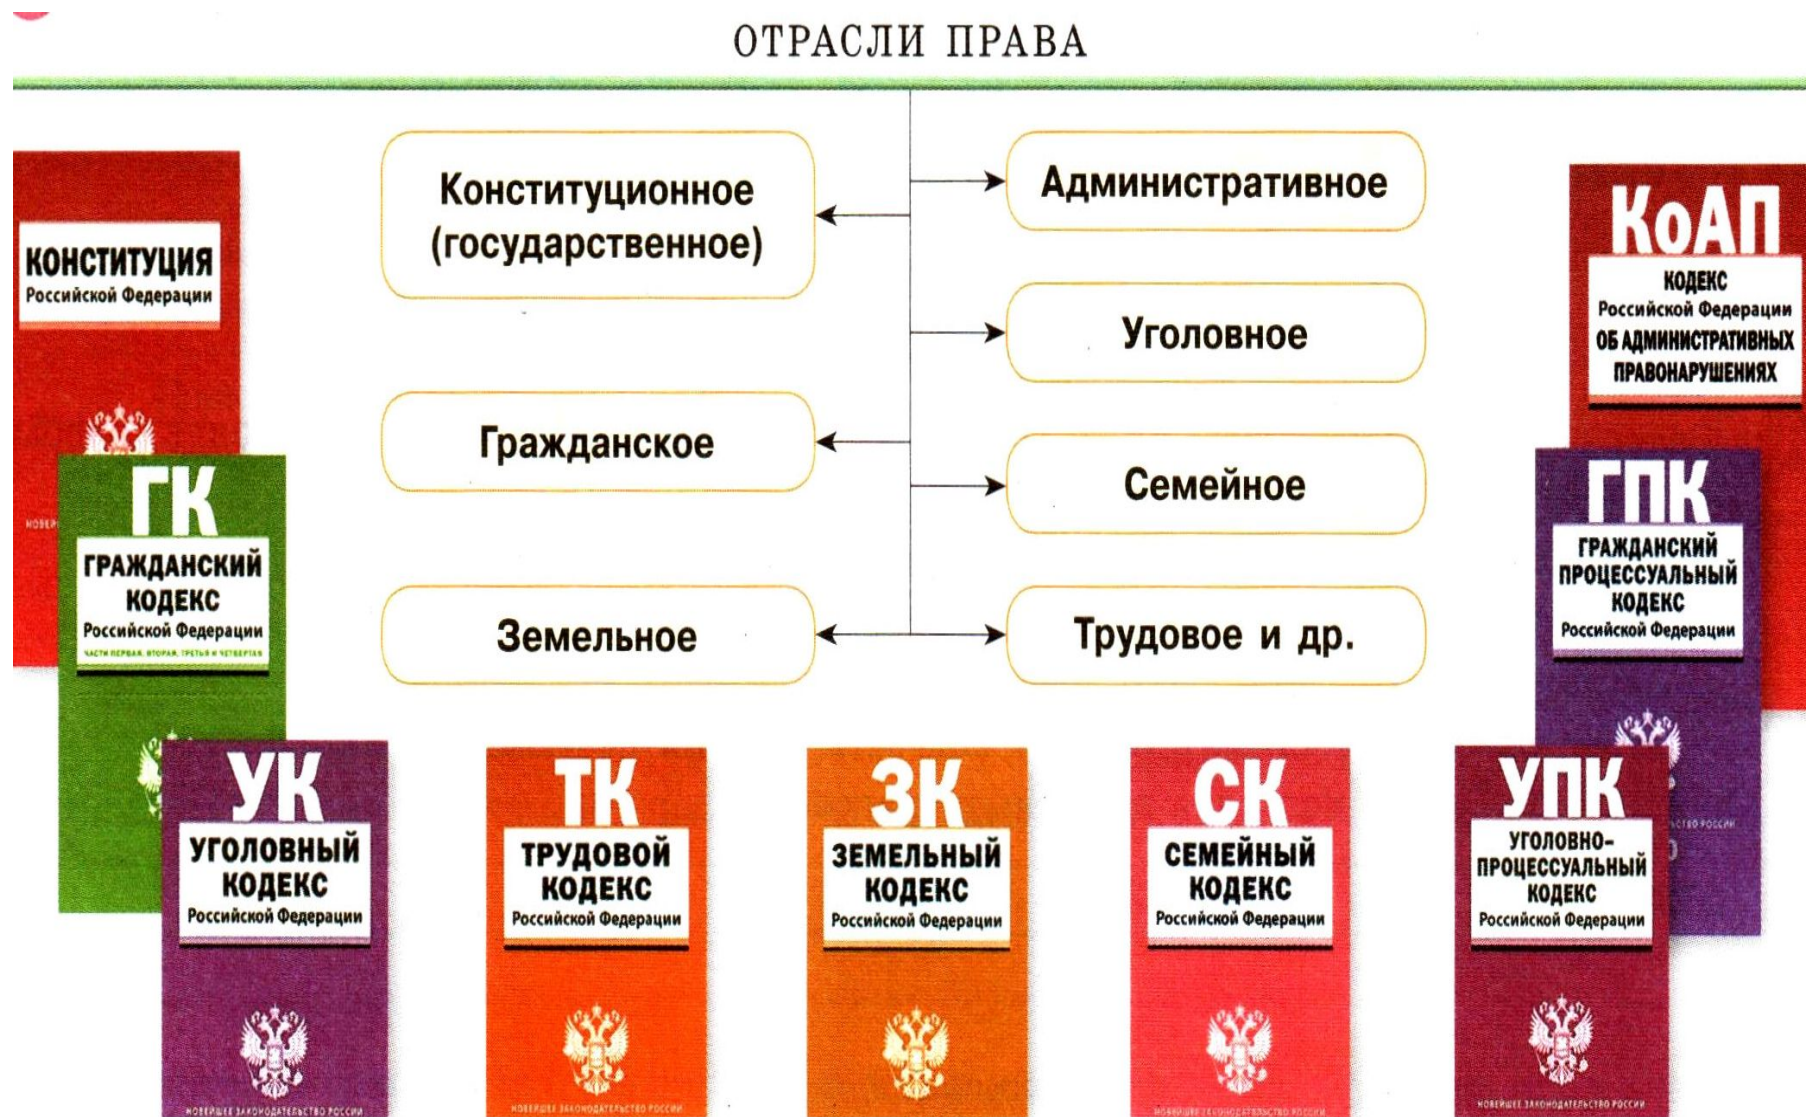 ОТРАСЛИ ПРАВА
Конституционное
(государственное)
Административное
Уголовное
Гражданское
Семейное
Земельное
Трудовое и др.
КОНСТИТУЦИЯ
Российской Федерации
ГК
ГРАЖДАНСКИЙ
КОДЕКС
Российской Федерации
ЧАСТИ ПЕРВАЯ, ВТОРАЯ, ТРЕТЬЯ И ЧЕТВЕРТАЯ
УК
УГОЛОВНЫЙ
КОДЕКС
Российской Федерации
НОВЕЙШЕЕ ЗАКОНОДАТЕЛЬСТВО РОССИИ
ТК
ТРУДОВОЙ
КОДЕКС
Российской Федерации
НОВЕЙШЕЕ ЗАКОНОДАТЕЛЬСТВО РОССИИ
ЗК
ЗЕМЕЛЬНЫЙ
КОДЕКС
Российской Федерации
СК
СЕМЕЙНЫЙ
КОДЕКС
Российской Федерации
НОВЕЙШЕЕ ЗАКОНОДАТЕЛЬСТВО РОССИИ
УПК
УГОЛОВНО-
ПРОЦЕССУАЛЬНЫЙ
КОДЕКС
Российской Федерации
НОВЕЙШЕЕ ЗАКОНОДАТЕЛЬСТВО РОССИИ
ГПК
ГРАЖДАНСКИЙ
ПРОЦЕССУАЛЬНЫЙ
КОДЕКС
Российской Федерации
КоАП
КОДЕКС
Российской Федерации
ОБ АДМИНИСТРАТИВНЫХ
ПРАВОНАРУШЕНИЯХ